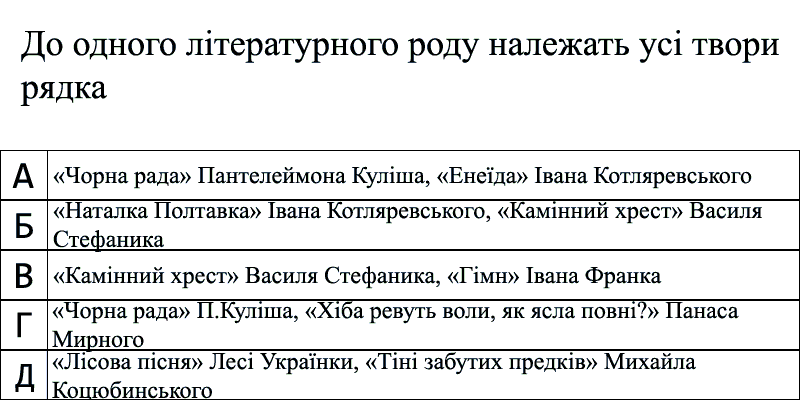 До одного літературного роду належать усі твори
рядка
А «Чорна рада» Пантелеймона Куліша, «Енеїда» Івана Котляревського
Б «Наталка Полтавка» Івана Котляревського, «Камінний хрест» Василя
Стефаника
В «Камінний хрест» Василя Стефаника, «Гімн» Івана Франка
Г «Чорна рада» П.Куліша, «Хіба ревуть воли, як ясла повні?» Панаса
Мирного
Д «Лісова пісня» Лесі Українки, «Тіні забутих предків» Михайла
Коцюбинського